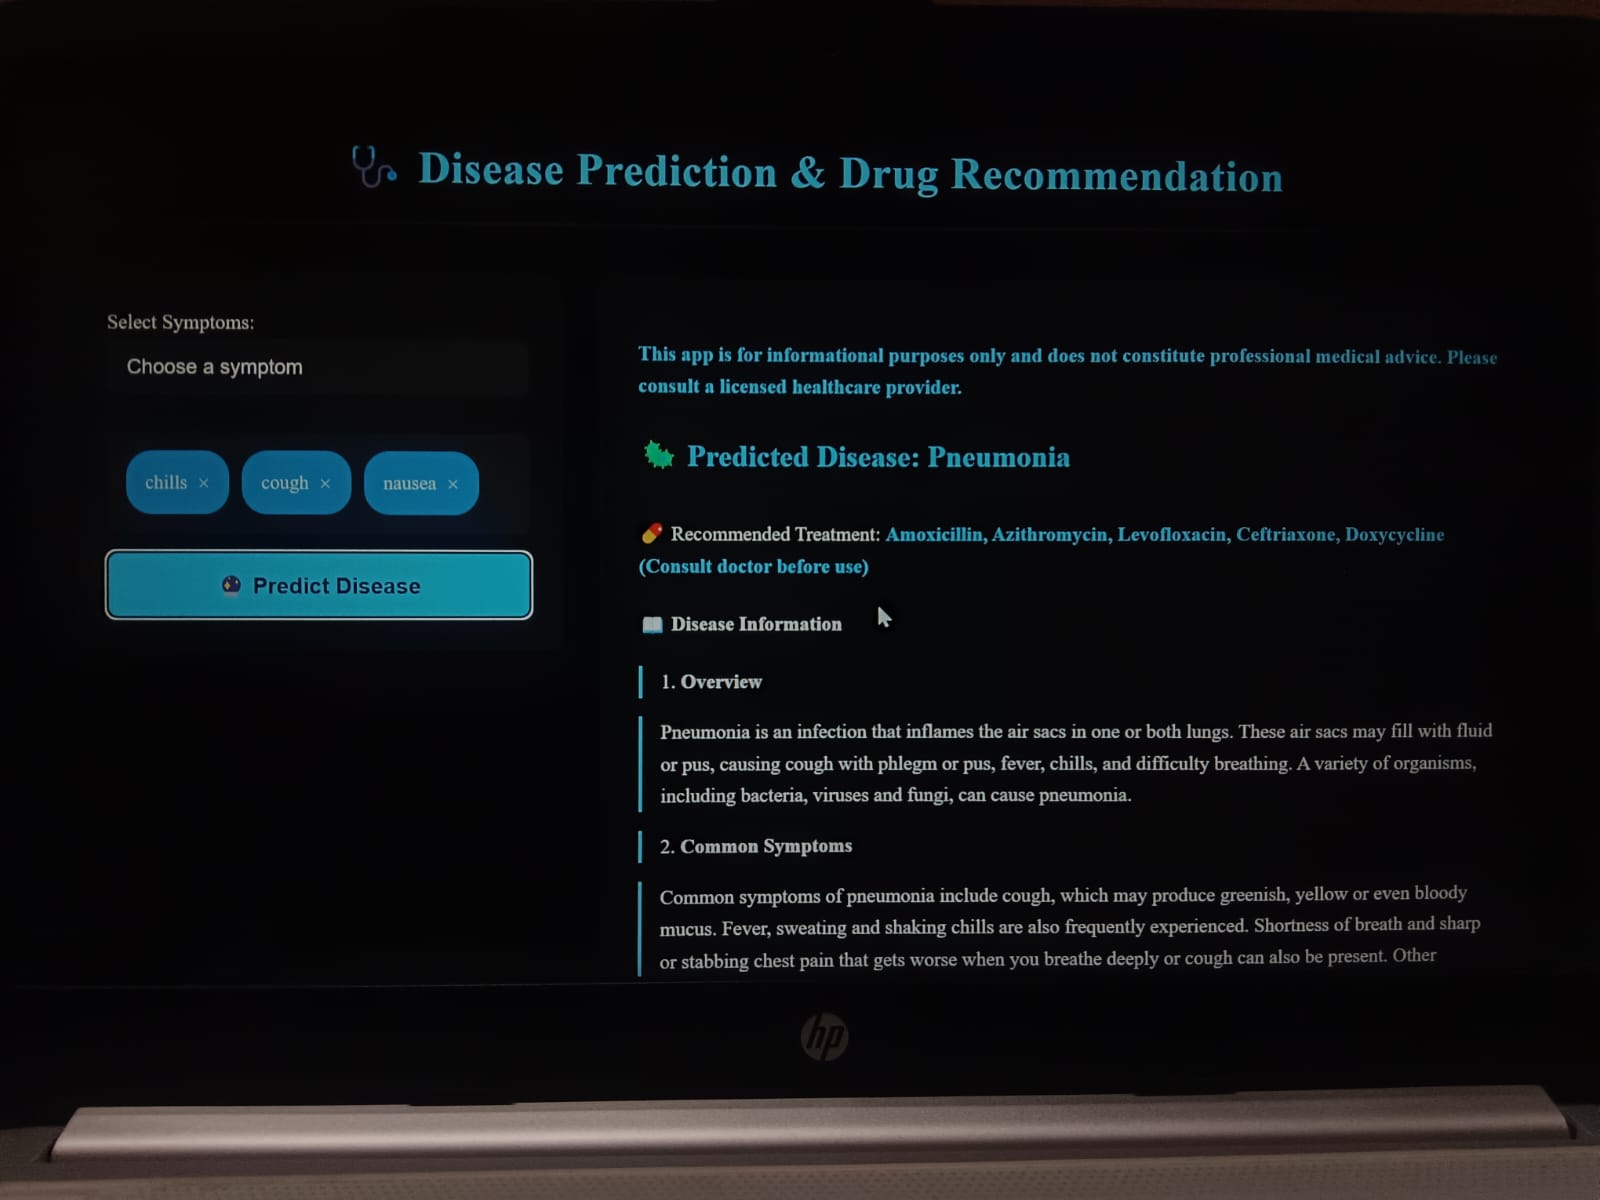 Disease Prediction & Drug Recommendation
Select Symptoms:
Choose a symptom
chills ×
cough ×
nausea ×
Predict Disease
This app is for informational purposes only and does not constitute professional medical advice. Please
consult a licensed healthcare provider.
Predicted Disease: Pneumonia
Recommended Treatment: Amoxicillin, Azithromycin, Levofloxacin, Ceftriaxone, Doxycycline
(Consult doctor before use)
Disease Information
1. Overview
Pneumonia is an infection that inflames the air sacs in one or both lungs. These air sacs may fill with fluid
or pus, causing cough with phlegm or pus, fever, chills, and difficulty breathing. A variety of organisms,
including bacteria, viruses and fungi, can cause pneumonia.
2. Common Symptoms
Common symptoms of pneumonia include cough, which may produce greenish, yellow or even bloody
mucus. Fever, sweating and shaking chills are also frequently experienced. Shortness of breath and sharp
or stabbing chest pain that gets worse when you breathe deeply or cough can also be present. Other
hp